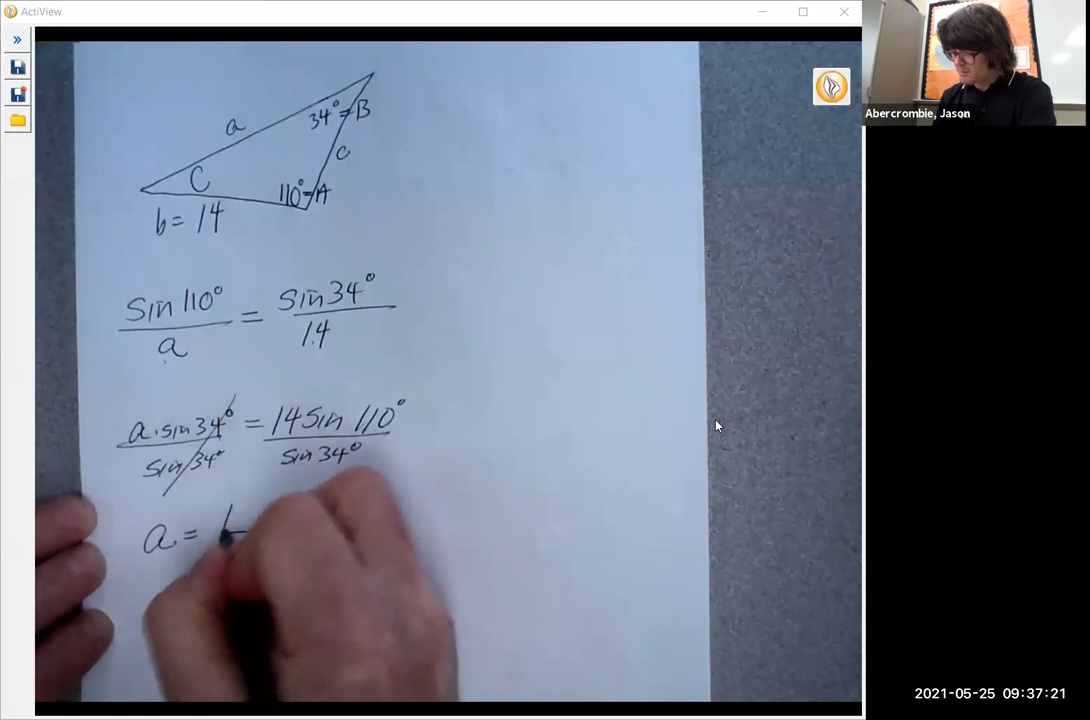 ActiView
34° = B
a
c
C
110° = A
b = 14
sin 110° / a = sin 34° / 14
a · sin 34° / sin 34° = 14 sin 110° / sin 34°
a =
Abercrombie, Jason
2021-05-25 09:37:21